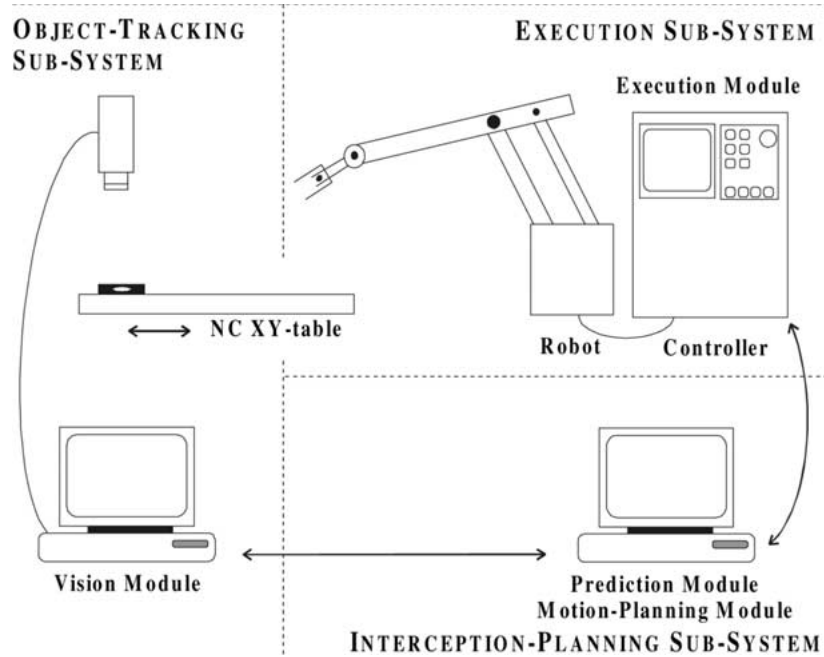 OBJECT-TRACKING
SUB-SYSTEM
EXECUTION SUB-SYSTEM
Execution Module
NC XY-table
Robot
Controller
Vision Module
Prediction Module
Motion-Planning Module
INTERCEPTION-PLANNING SUB-SYSTEM